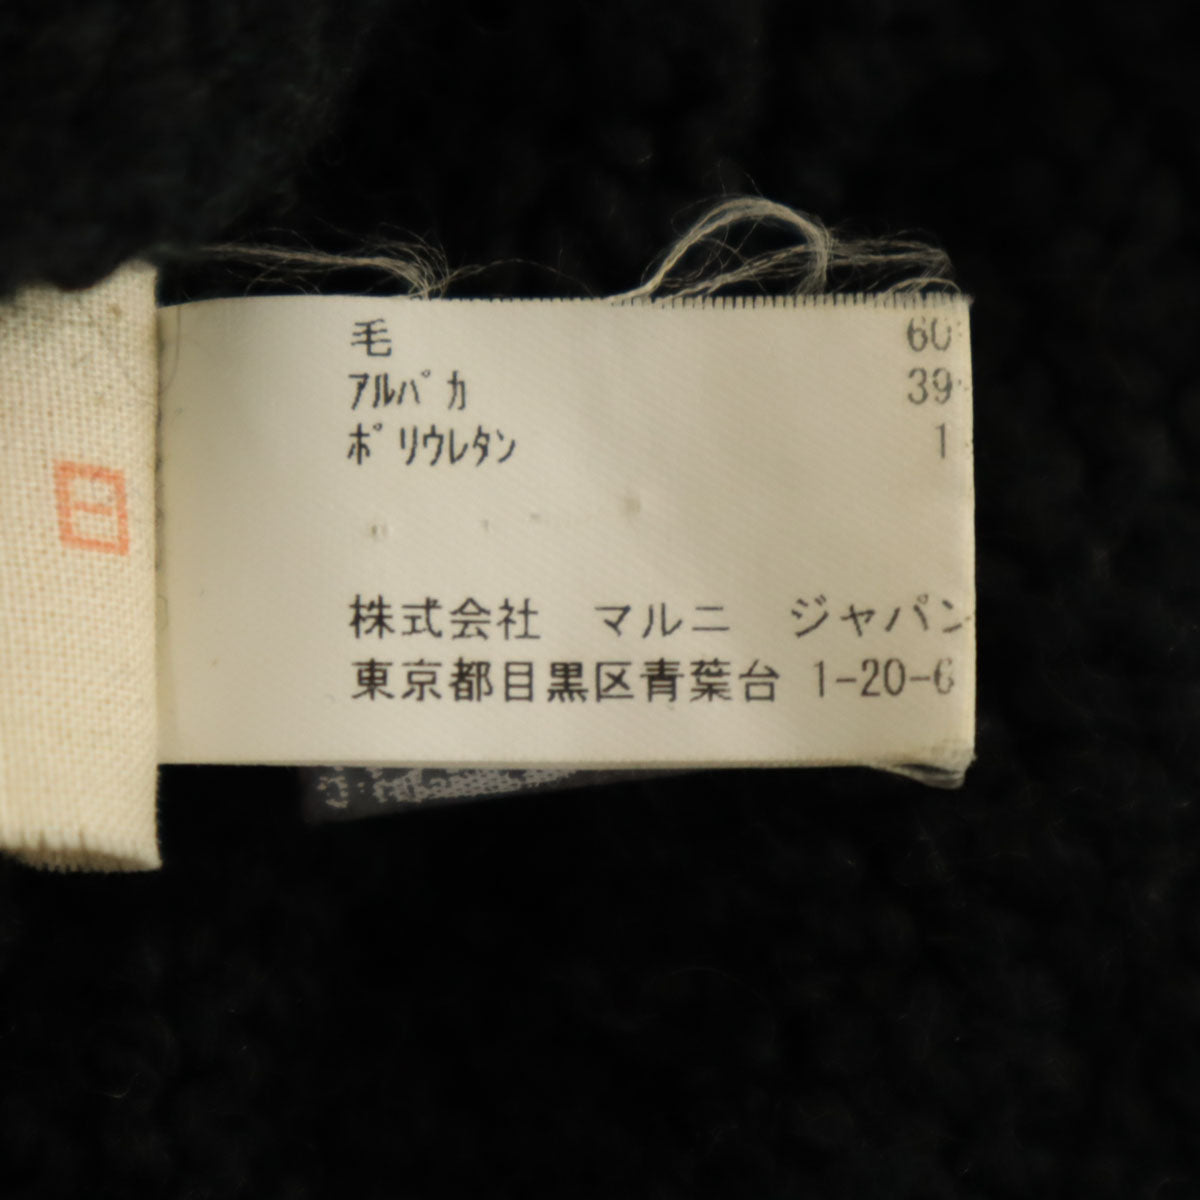 毛 60
アルパカ 39
ポリウレタン 1
株式会社 マルニ ジャパン
東京都目黒区青葉台 1-20-6